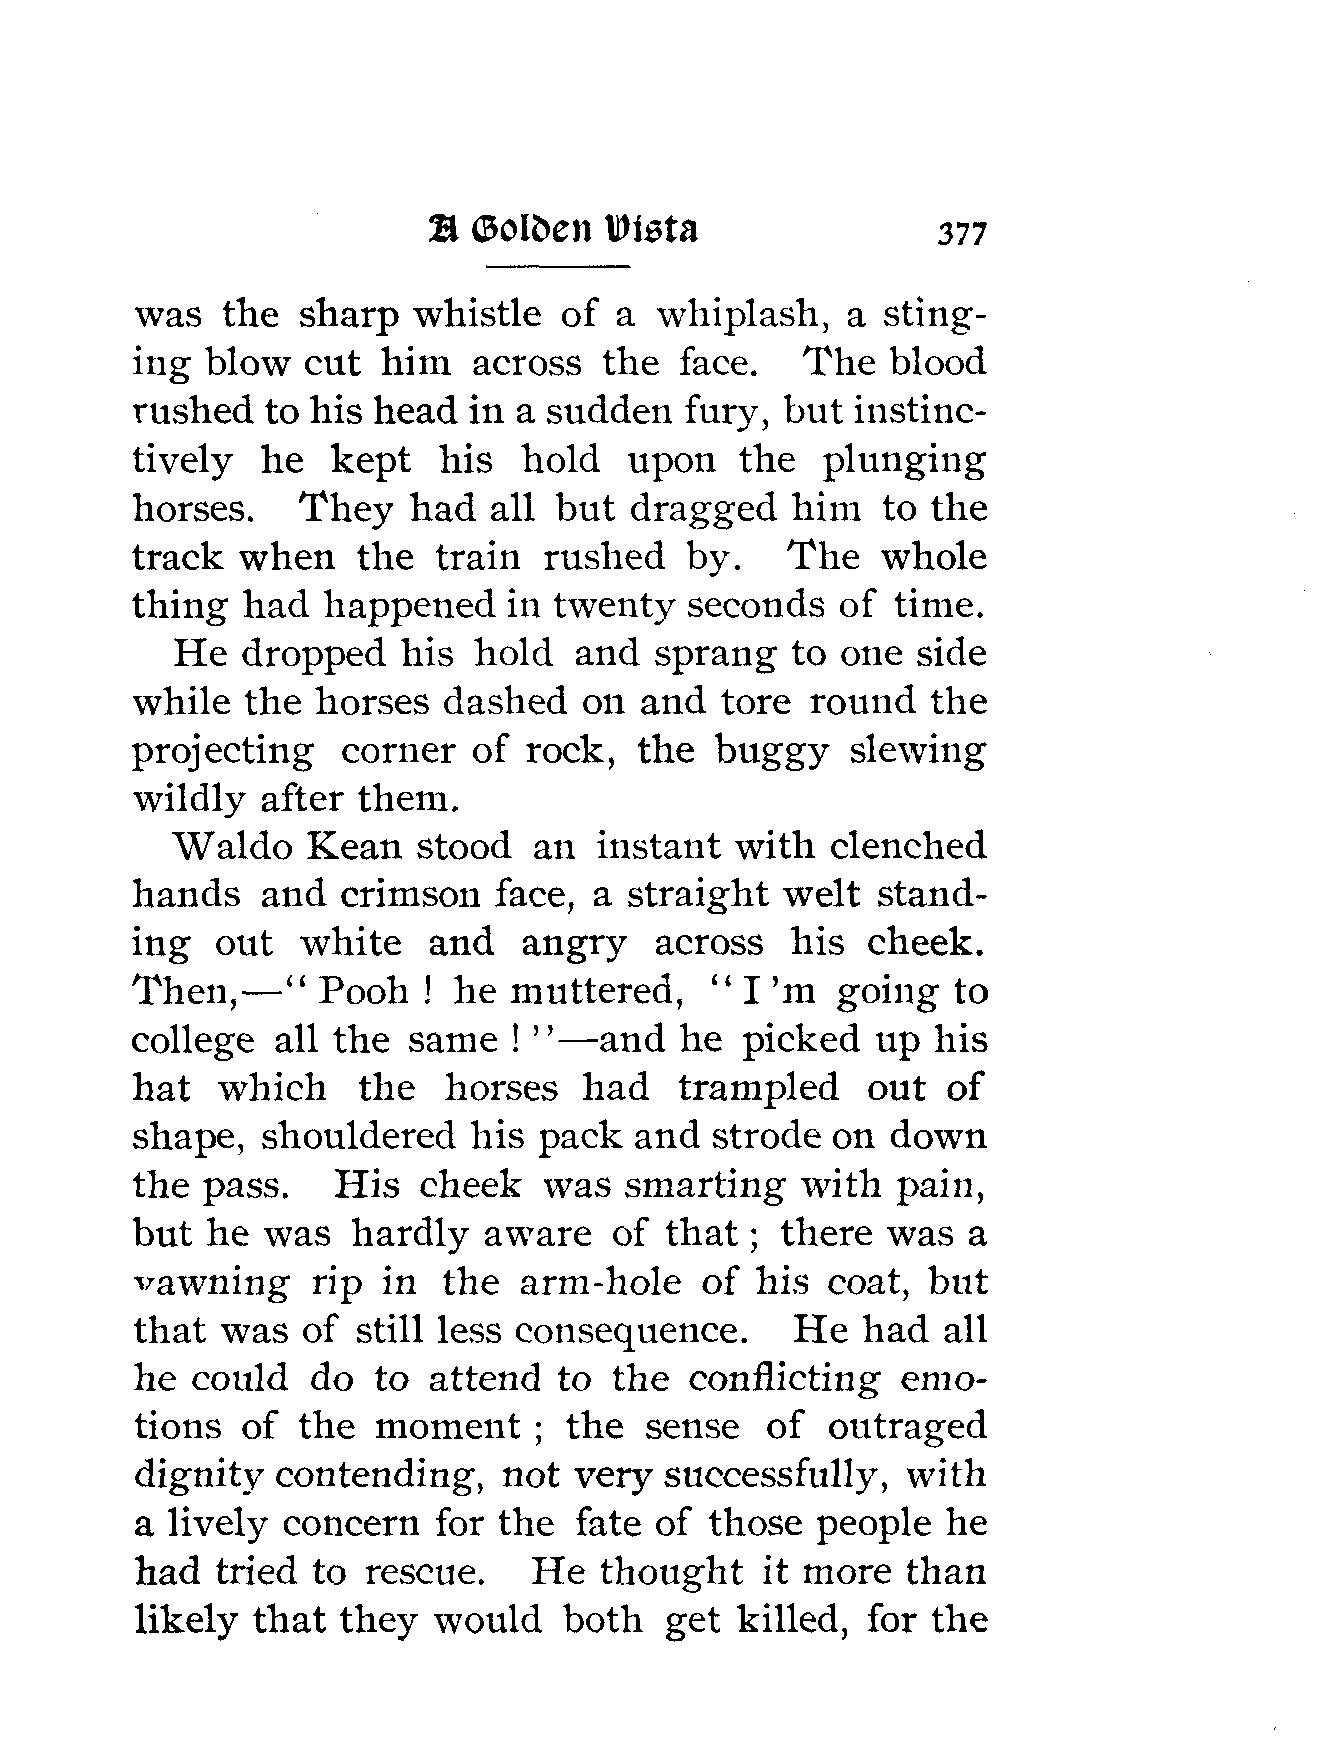 A Golden Vista 377
was the sharp whistle of a whiplash, a sting-
ing blow cut him across the face. The blood
rushed to his head in a sudden fury, but instinc-
tively he kept his hold upon the plunging
horses. They had all but dragged him to the
track when the train rushed by. The whole
thing had happened in twenty seconds of time.
He dropped his hold and sprang to one side
while the horses dashed on and tore round the
projecting corner of rock, the buggy slewing
wildly after them.
Waldo Kean stood an instant with clenched
hands and crimson face, a straight welt stand-
ing out white and angry across his cheek.
Then,—“ Pooh ! he muttered, “ I ’m going to
college all the same ! ”—and he picked up his
hat which the horses had trampled out of
shape, shouldered his pack and strode on down
the pass. His cheek was smarting with pain,
but he was hardly aware of that ; there was a
yawning rip in the arm-hole of his coat, but
that was of still less consequence. He had all
he could do to attend to the conflicting emo-
tions of the moment ; the sense of outraged
dignity contending, not very successfully, with
a lively concern for the fate of those people he
had tried to rescue. He thought it more than
likely that they would both get killed, for the